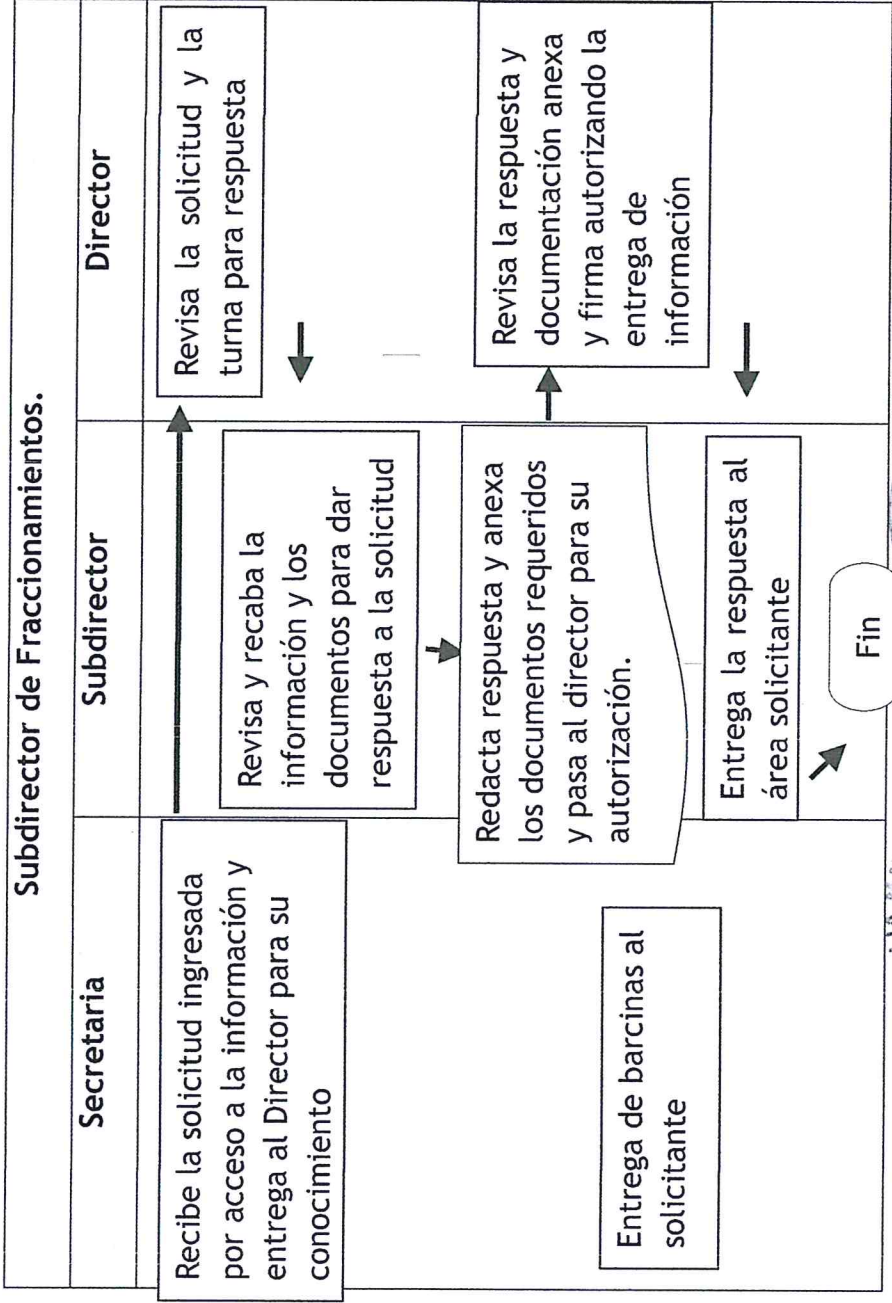 Subdirector de Fraccionamientos.
Secretaria
Subdirector
Director
Recibe la solicitud ingresada
por acceso a la información y
entrega al Director para su
conocimiento
Revisa la solicitud y la
turna para respuesta
Revisa y recaba la
información y los
documentos para dar
respuesta a la solicitud
Redacta respuesta y anexa
los documentos requeridos
y pasa al director para su
autorización.
Revisa la respuesta y
documentación anexa
y firma autorizando la
entrega de
información
Entrega de barcinas al
solicitante
Entrega la respuesta al
área solicitante
Fin